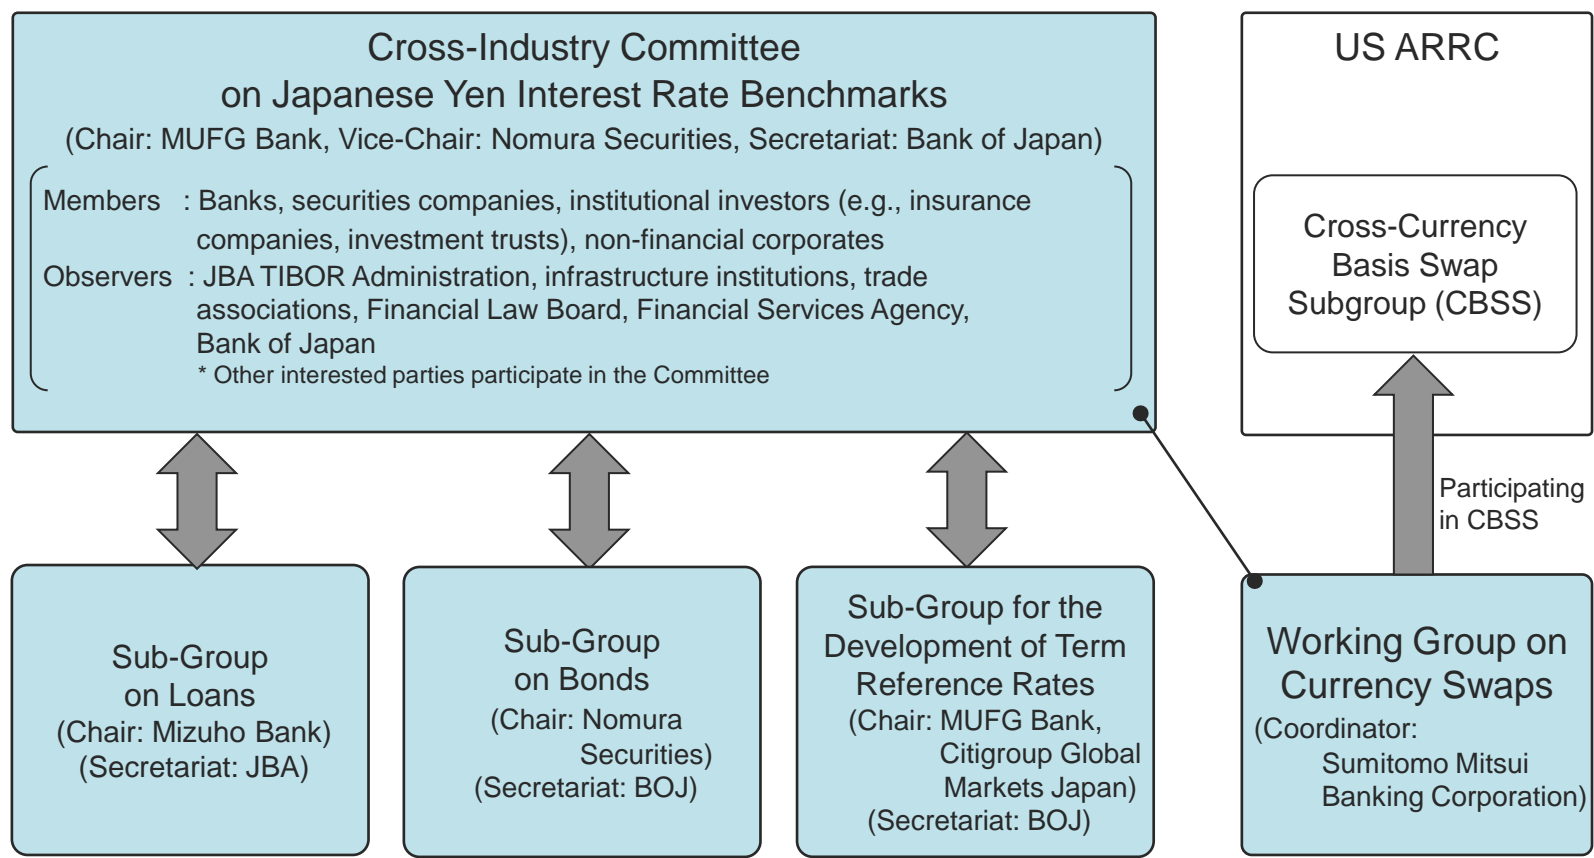 Cross-Industry Committee
on Japanese Yen Interest Rate Benchmarks
(Chair: MUFG Bank, Vice-Chair: Nomura Securities, Secretariat: Bank of Japan)
Members : Banks, securities companies, institutional investors (e.g., insurance
companies, investment trusts), non-financial corporates
Observers : JBA TIBOR Administration, infrastructure institutions, trade
associations, Financial Law Board, Financial Services Agency,
Bank of Japan
* Other interested parties participate in the Committee
US ARRC
Cross-Currency
Basis Swap
Subgroup (CBSS)
Participating
in CBSS
Sub-Group
on Loans
(Chair: Mizuho Bank)
(Secretariat: JBA)
Sub-Group
on Bonds
(Chair: Nomura
Securities)
(Secretariat: BOJ)
Sub-Group for the
Development of Term
Reference Rates
(Chair: MUFG Bank,
Citigroup Global
Markets Japan)
(Secretariat: BOJ)
Working Group on
Currency Swaps
(Coordinator:
Sumitomo Mitsui
Banking Corporation)